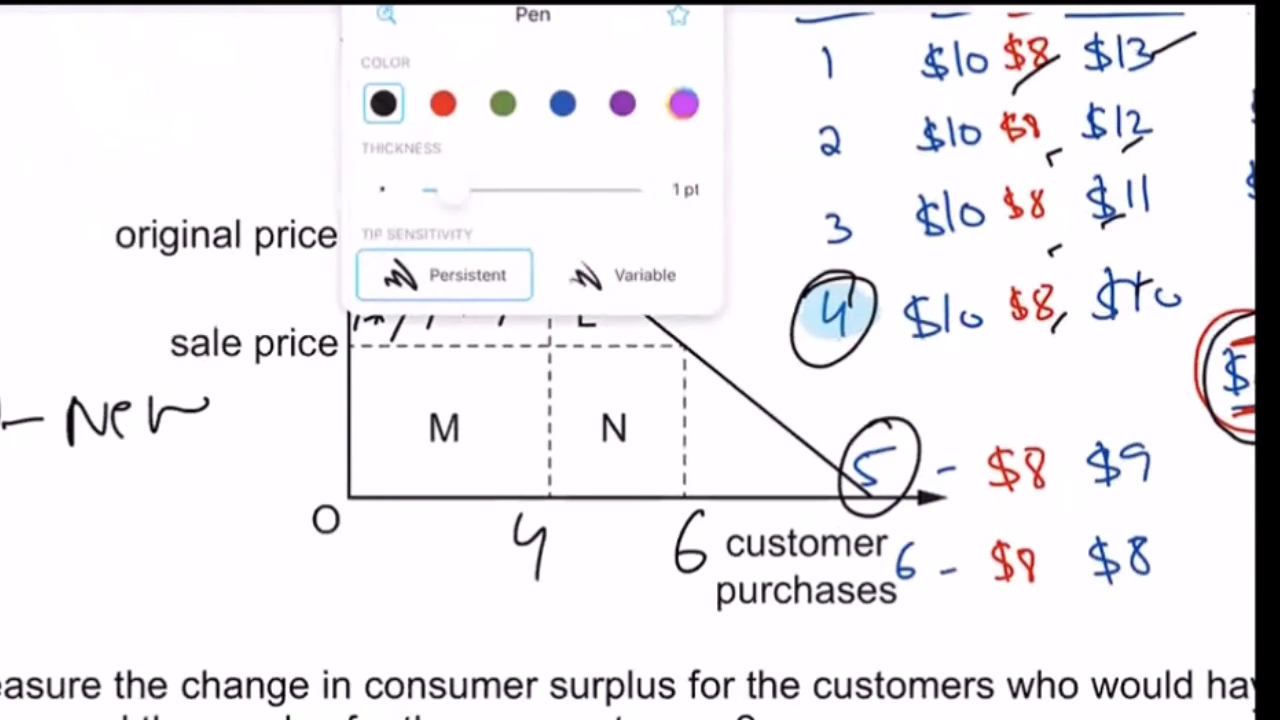 Pen
COLOR
1 $10 $8 $13
THICKNESS
2 $10 $8 $12
1 pt
3 $10 $8 $11
original price
TIP SENSITIVITY
Persistent Variable
4 $10 $8 $10
sale price
$
New
M N
5 - $8 $9
O 4 6 customer
purchases
6 - $8 $8
easure the change in consumer surplus for the customers who would hav